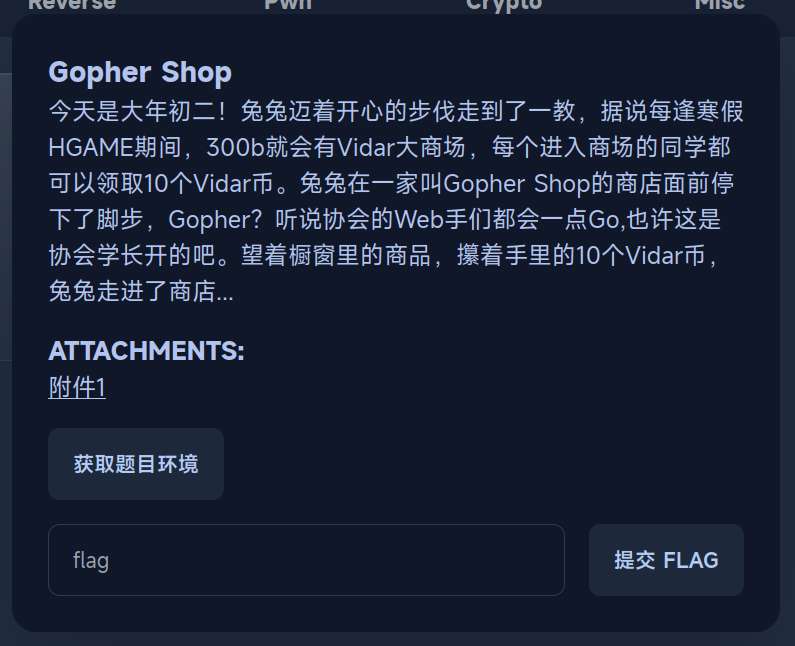 Reverse Pwn Crypto Misc
Gopher Shop
今天是大年初二！兔兔迈着开心的步伐走到了一教，据说每逢寒假
HGAME期间，300b就会有Vidar大商场，每个进入商场的同学都
可以领取10个Vidar币。兔兔在一家叫Gopher Shop的商店面前停
下了脚步，Gopher？听说协会的Web手们都会一点Go,也许这是
协会学长开的吧。望着橱窗里的商品，攥着手里的10个Vidar币，
兔兔走进了商店...
ATTACHMENTS:
附件1
获取题目环境
flag
提交 FLAG